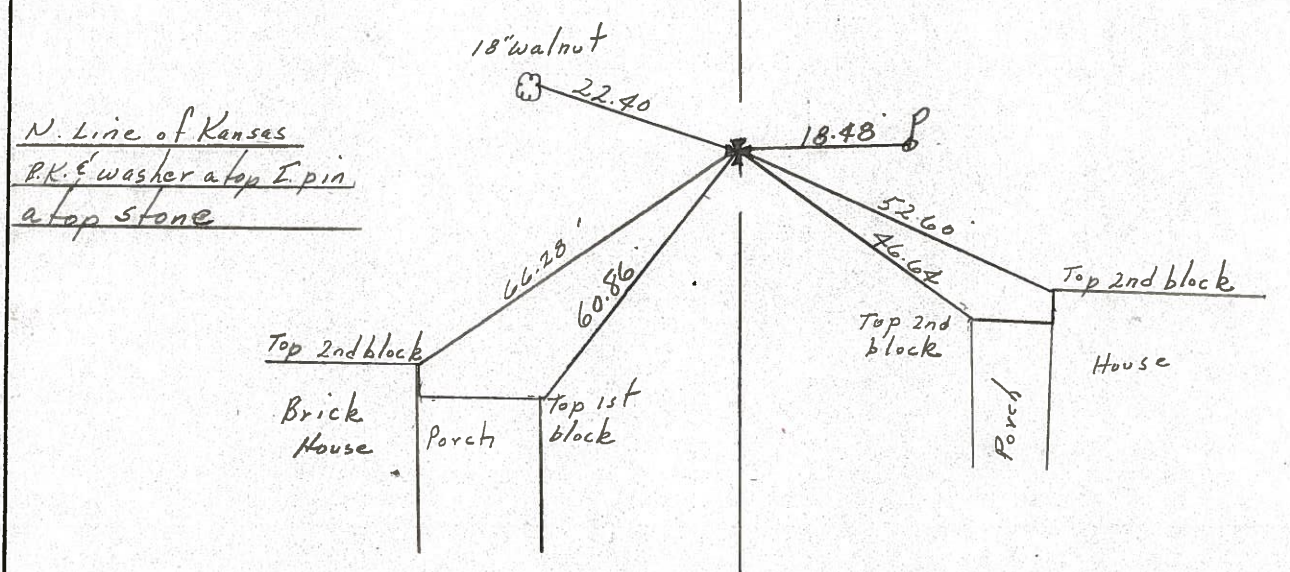 18" walnut
22.40
N. Line of Kansas
P.K. & washer atop I. pin
atop stone
18.48'
52.60'
46.64
66.28'
60.86'
Top 2nd block
Top 2nd
block
House
Porch
Top 2nd block
Brick
House
Porch
Top 1st
block